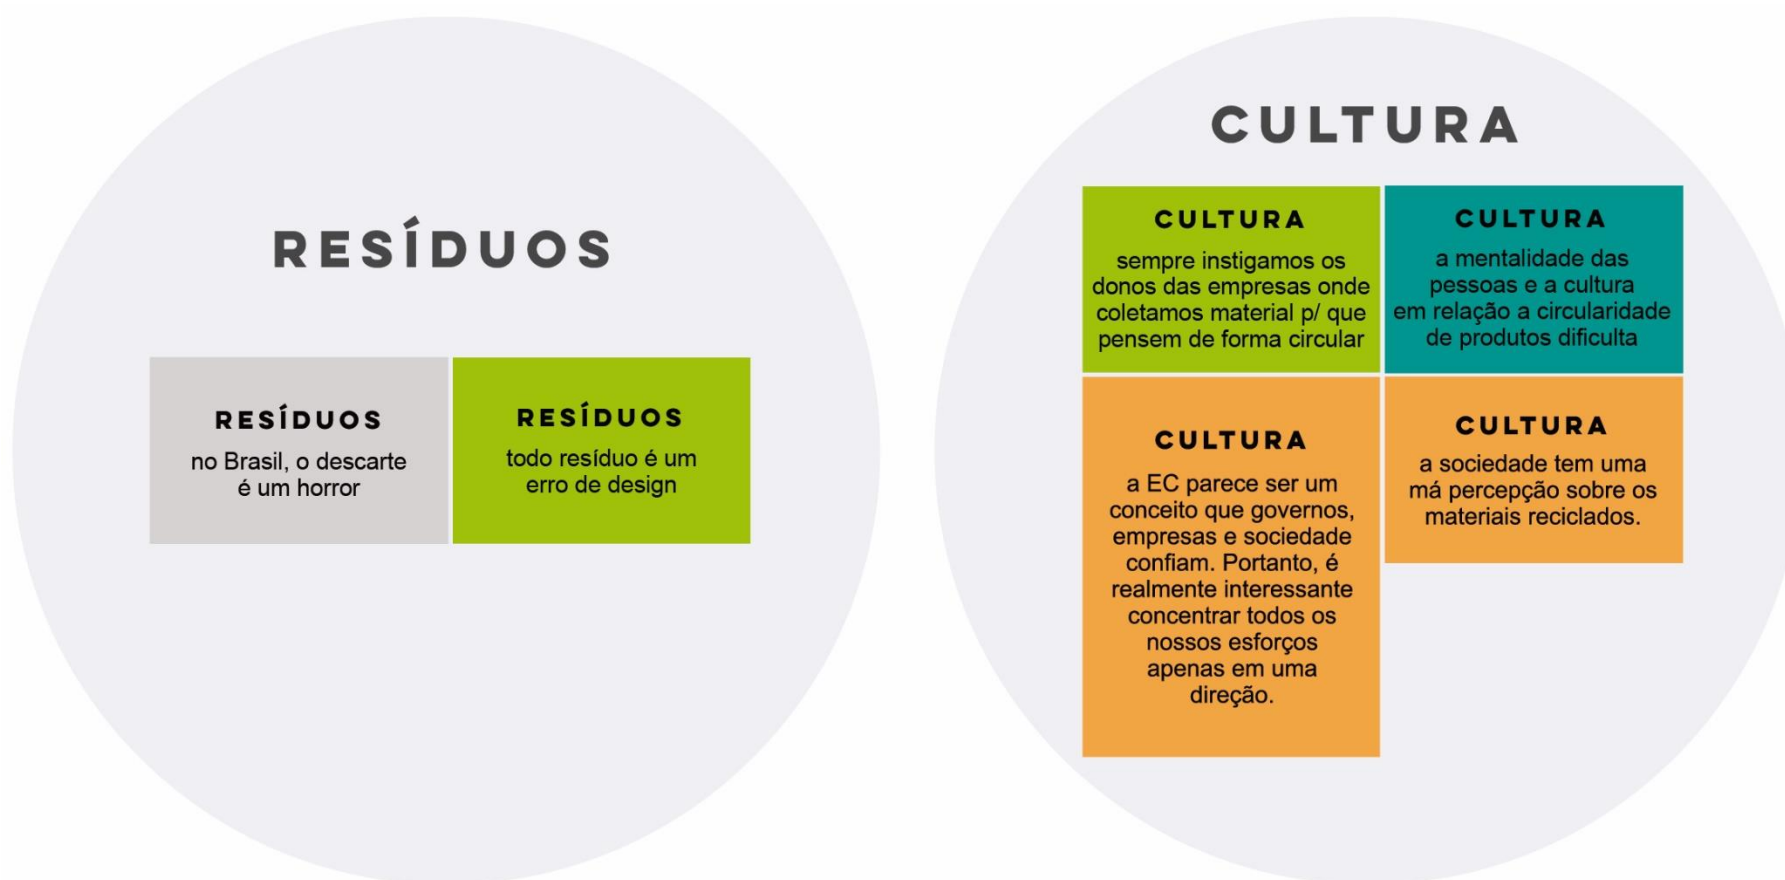 RESÍDUOS
RESÍDUOS
no Brasil, o descarte
é um horror
RESÍDUOS
todo resíduo é um
erro de design
CULTURA
CULTURA
sempre instigamos os
donos das empresas onde
coletamos material p/ que
pensem de forma circular
CULTURA
a mentalidade das
pessoas e a cultura
em relação a circularidade
de produtos dificulta
CULTURA
a EC parece ser um
conceito que governos,
empresas e sociedade
confiam. Portanto, é
realmente interessante
concentrar todos os
nossos esforços
apenas em uma
direção.
CULTURA
a sociedade tem uma
má percepção sobre os
materiais reciclados.